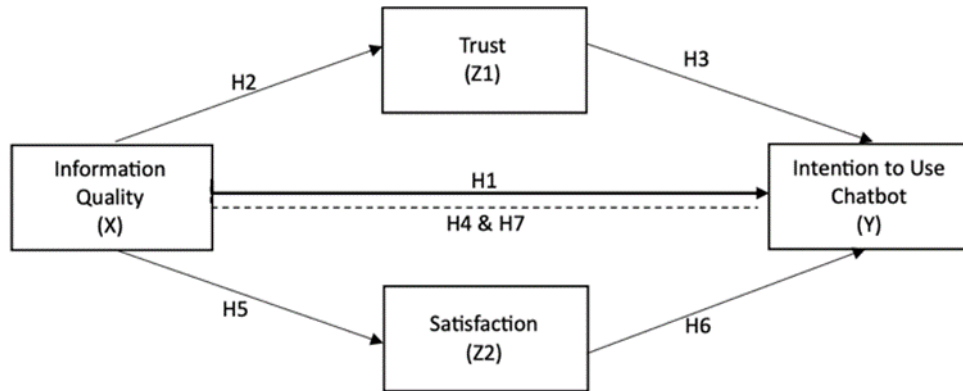 Trust
(Z1)
H2
H3
Information
Quality
(X)
H1
H4 & H7
Intention to Use
Chatbot
(Y)
H5
Satisfaction
(Z2)
H6